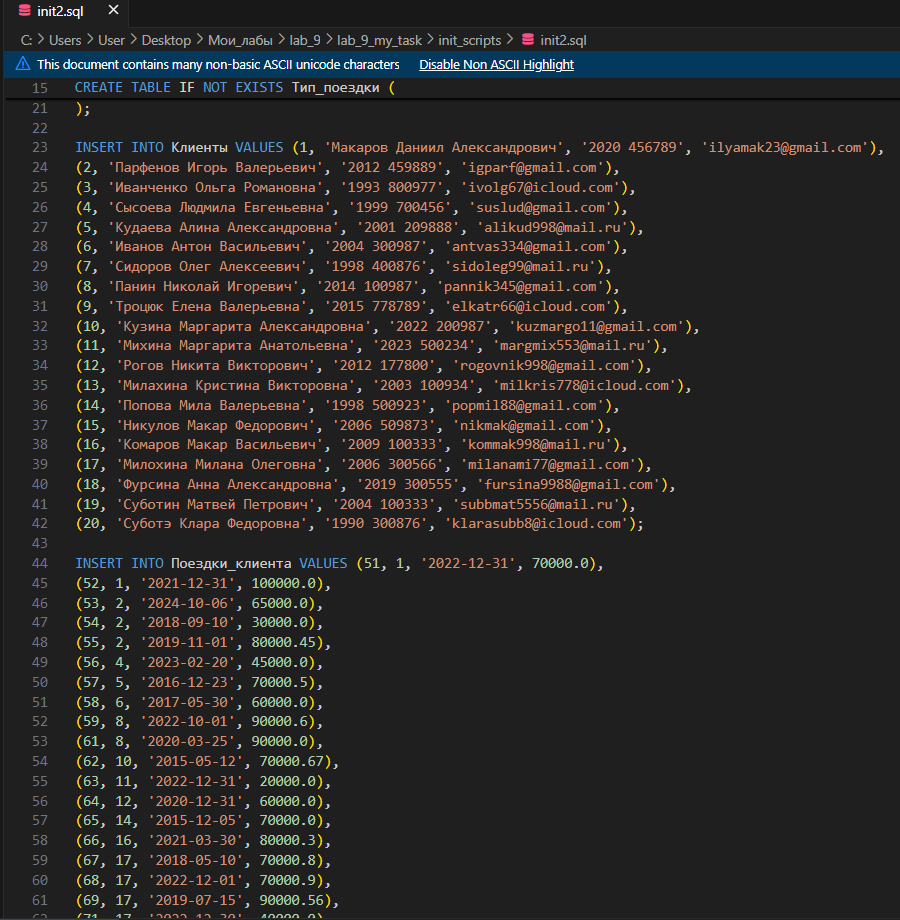 init2.sql
C: > Users > User > Desktop > Мои_лабы > lab_9 > lab_9_my_task > init_scripts > init2.sql
This document contains many non-basic ASCII unicode characters Disable Non ASCII Highlight
15 CREATE TABLE IF NOT EXISTS Тип_поездки (
21 );
22
23 INSERT INTO Клиенты VALUES (1, 'Макаров Даниил Александрович', '2020 456789', 'ilyamak23@gmail.com'),
24 (2, 'Парфенов Игорь Валерьевич', '2012 459889', 'igparf@gmail.com'),
25 (3, 'Иванченко Ольга Романовна', '1993 800977', 'ivolg67@icloud.com'),
26 (4, 'Сысоева Людмила Евгеньевна', '1999 700456', 'suslud@gmail.com'),
27 (5, 'Кудаева Алина Александровна', '2001 209888', 'alikud998@mail.ru'),
28 (6, 'Иванов Антон Васильевич', '2004 300987', 'antvas334@gmail.com'),
29 (7, 'Сидоров Олег Алексеевич', '1998 400876', 'sidoleg99@mail.ru'),
30 (8, 'Панин Николай Игоревич', '2014 100987', 'pannik345@gmail.com'),
31 (9, 'Троцюк Елена Валерьевна', '2015 778789', 'elkatr66@icloud.com'),
32 (10, 'Кузина Маргарита Александровна', '2022 200987', 'kuzmargo11@gmail.com'),
33 (11, 'Михина Маргарита Анатольевна', '2023 500234', 'margmix553@mail.ru'),
34 (12, 'Рогов Никита Викторович', '2012 177800', 'rogovnik998@gmail.com'),
35 (13, 'Милахина Кристина Викторовна', '2003 100934', 'milkris778@icloud.com'),
36 (14, 'Попова Мила Валерьевна', '1998 500923', 'popmil88@gmail.com'),
37 (15, 'Никулов Макар Федорович', '2006 509873', 'nikmak@gmail.com'),
38 (16, 'Комаров Макар Васильевич', '2009 100333', 'kommak998@mail.ru'),
39 (17, 'Милохина Милана Олеговна', '2006 300566', 'milanami77@gmail.com'),
40 (18, 'Фурсина Анна Александровна', '2019 300555', 'fursina9988@gmail.com'),
41 (19, 'Суботин Матвей Петрович', '2004 100333', 'subbmat5556@mail.ru'),
42 (20, 'Суботэ Клара Федоровна', '1990 300876', 'klarasubb8@icloud.com');
43
44 INSERT INTO Поездки_клиента VALUES (51, 1, '2022-12-31', 70000.0),
45 (52, 1, '2021-12-31', 100000.0),
46 (53, 2, '2024-10-06', 65000.0),
47 (54, 2, '2018-09-10', 30000.0),
48 (55, 2, '2019-11-01', 80000.45),
49 (56, 4, '2023-02-20', 45000.0),
50 (57, 5, '2016-12-23', 70000.5),
51 (58, 6, '2017-05-30', 60000.0),
52 (59, 8, '2022-10-01', 90000.6),
53 (61, 8, '2020-03-25', 90000.0),
54 (62, 10, '2015-05-12', 70000.67),
55 (63, 11, '2022-12-31', 20000.0),
56 (64, 12, '2020-12-31', 60000.0),
57 (65, 14, '2015-12-05', 70000.0),
58 (66, 16, '2021-03-30', 80000.3),
59 (67, 17, '2018-05-10', 70000.8),
60 (68, 17, '2022-12-01', 70000.9),
61 (69, 17, '2019-07-15', 90000.56),
62 (71, 17, '2022-12-30', 40000.0)